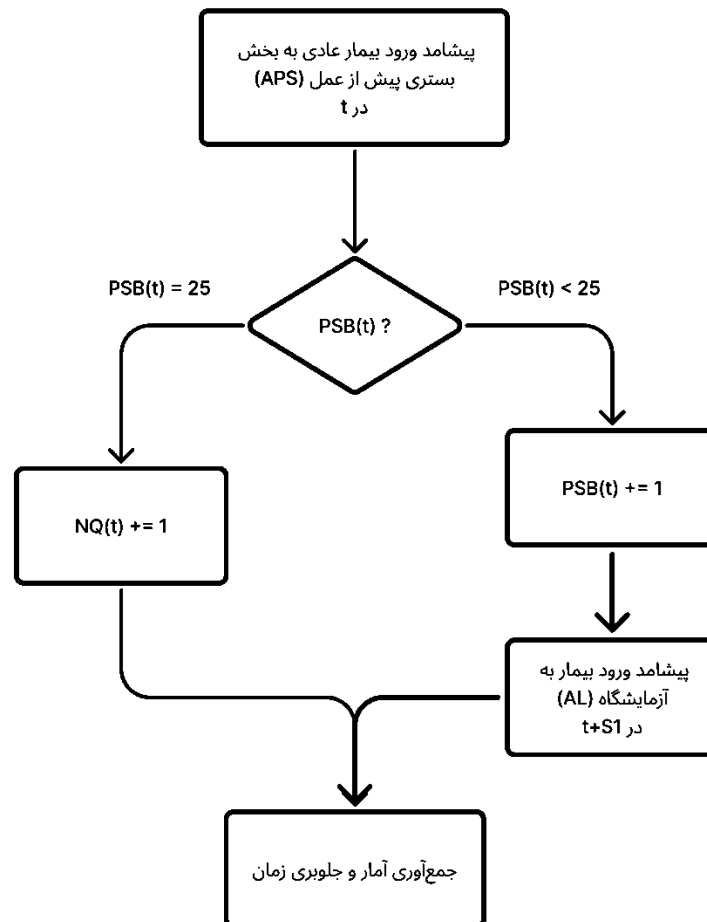 پیشامد ورود بیمار عادی به بخش
بستری پیش از عمل (APS)
در t
PSB(t) = 25
PSB(t) < 25
PSB(t) ?
NQ(t) += 1
PSB(t) += 1
پیشامد ورود بیمار به
آزمایشگاه (AL)
در t+S1
جمع‌آوری آمار و جلوبری زمان